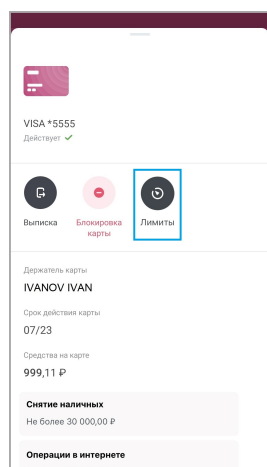 VISA *5555
Действует
Выписка
Блокировка
карты
Лимиты
Держатель карты
IVANOV IVAN
Срок действия карты
07/23
Средства на карте
999,11 ₽
Снятие наличных
Не более 30 000,00 ₽
Операции в интернете